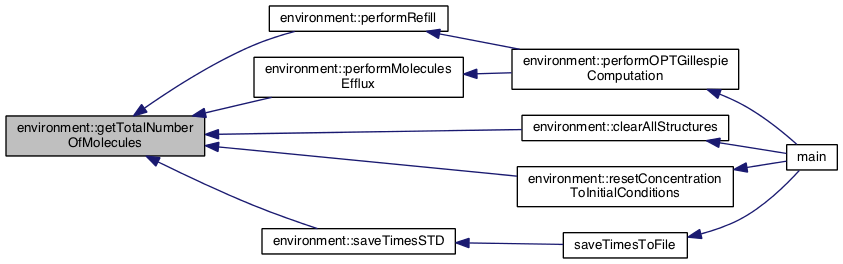 environment::performRefill
environment::performOPTGillespie
Computation
environment::performMolecules
Efflux
environment::getTotalNumber
OfMolecules
environment::clearAllStructures
main
environment::resetConcentration
ToInitialConditions
environment::saveTimesSTD
saveTimesToFile